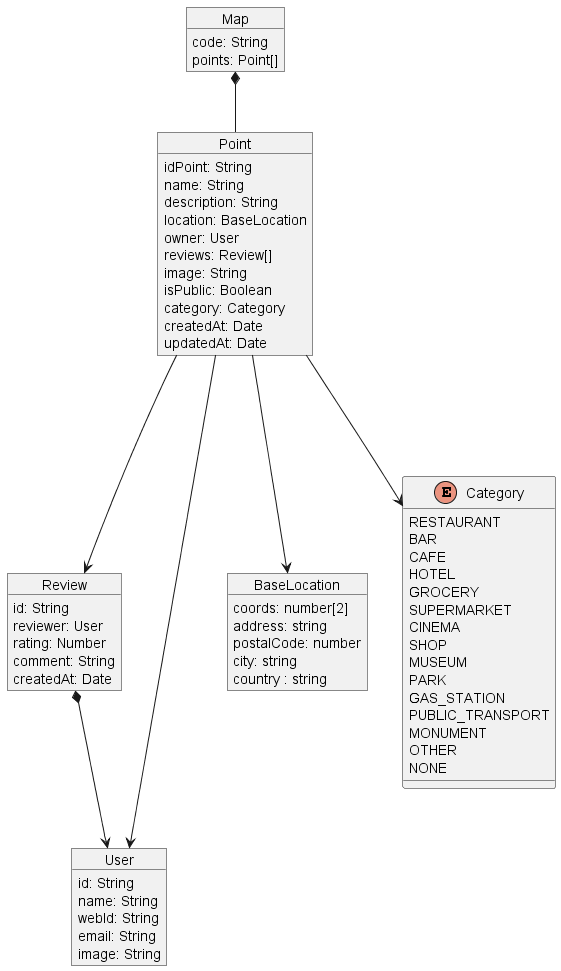 Map
code: String
points: Point[]
Point
idPoint: String
name: String
description: String
location: BaseLocation
owner: User
reviews: Review[]
image: String
isPublic: Boolean
category: Category
createdAt: Date
updatedAt: Date
Review
id: String
reviewer: User
rating: Number
comment: String
createdAt: Date
BaseLocation
coords: number[2]
address: string
postalCode: number
city: string
country : string
E Category
RESTAURANT
BAR
CAFE
HOTEL
GROCERY
SUPERMARKET
CINEMA
SHOP
MUSEUM
PARK
GAS_STATION
PUBLIC_TRANSPORT
MONUMENT
OTHER
NONE
User
id: String
name: String
webId: String
email: String
image: String